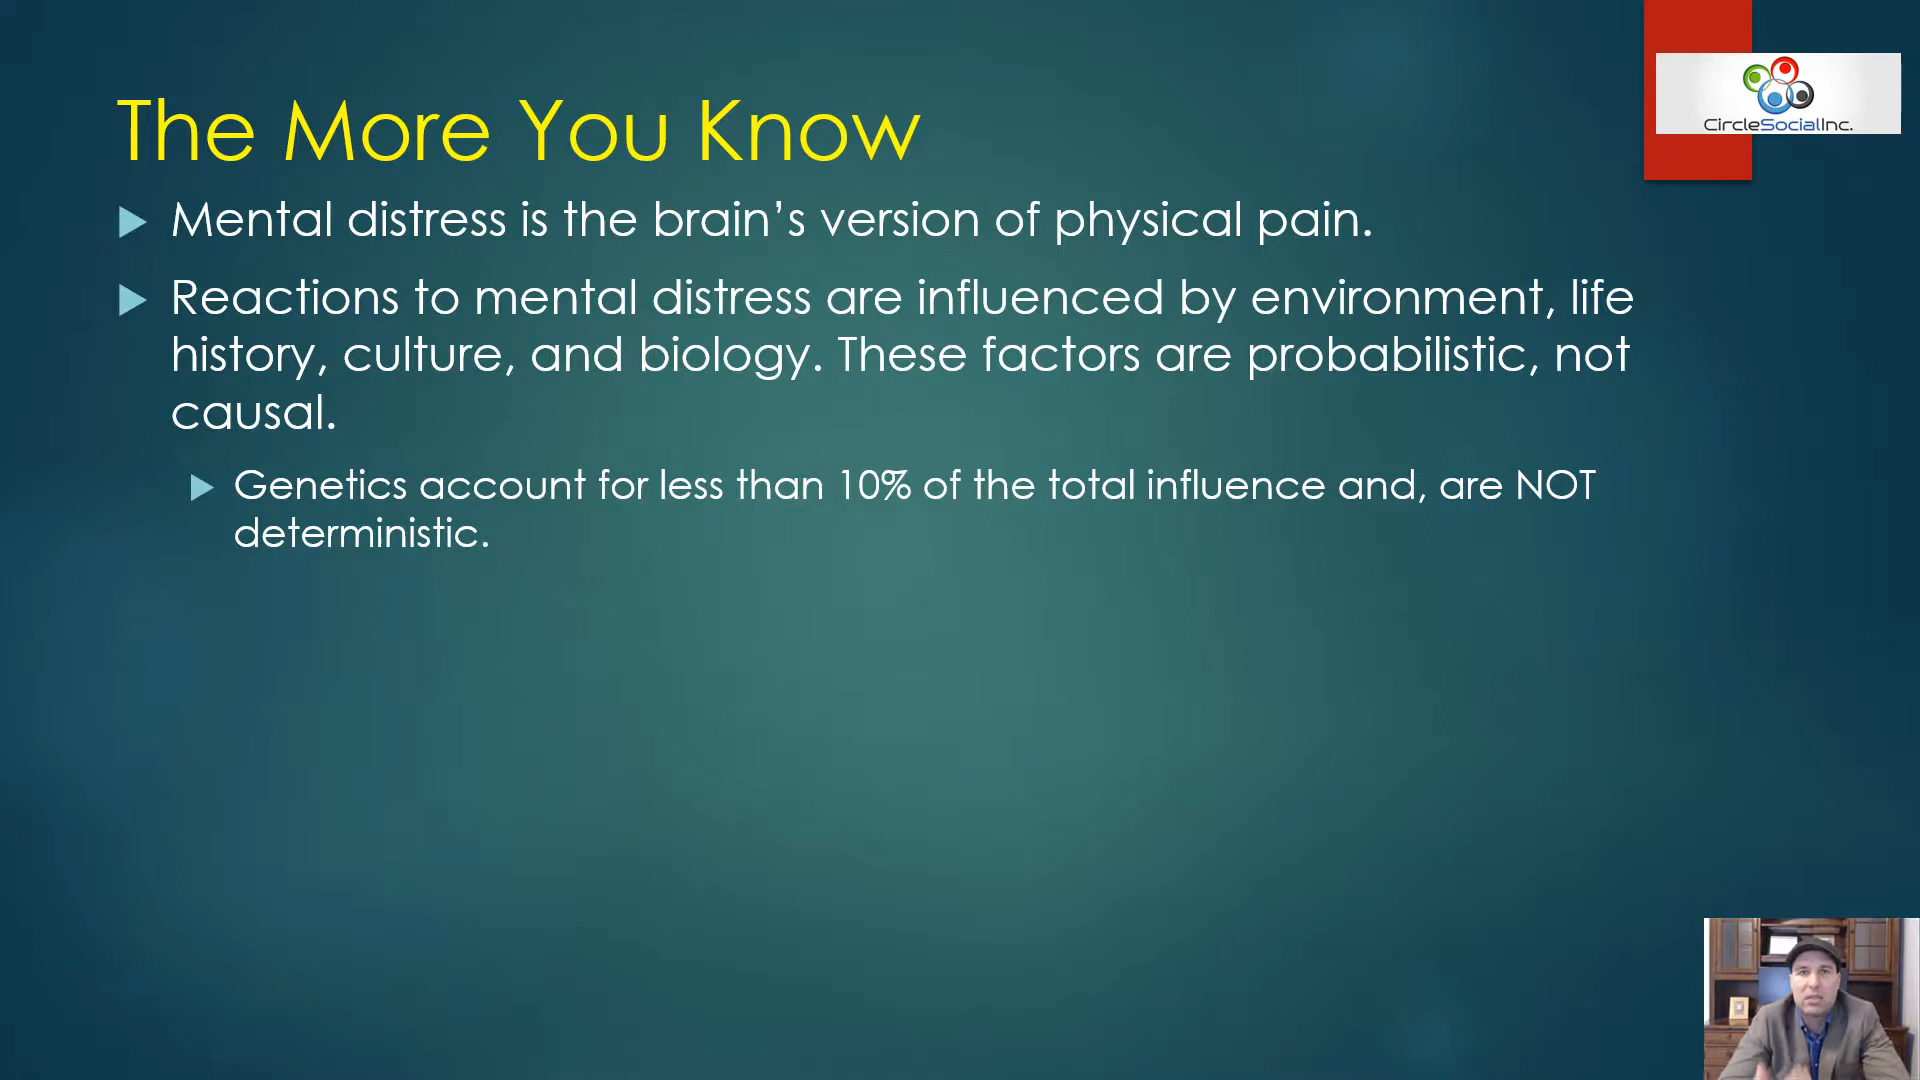 CircleSocialInc.
The More You Know
Mental distress is the brain’s version of physical pain.
Reactions to mental distress are influenced by environment, life
history, culture, and biology. These factors are probabilistic, not
causal.
Genetics account for less than 10% of the total influence and, are NOT
deterministic.